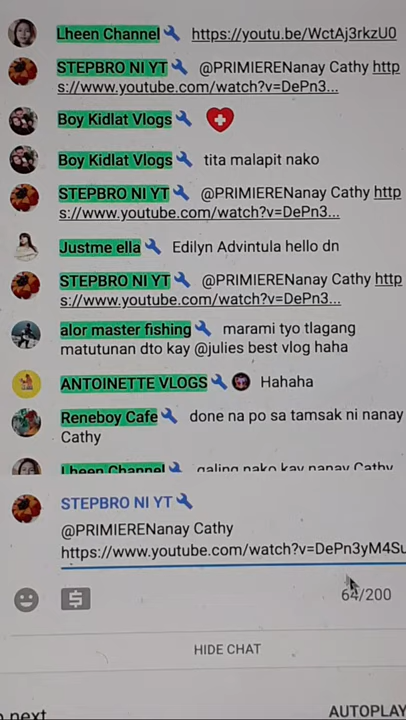 Lheen Channel https://youtu.be/WctAj3rkzU0
STEPBRO NI YT @PRIMIERENanay Cathy http
s://www.youtube.com/watch?v=DePn3...
Boy Kidlat Vlogs
Boy Kidlat Vlogs tita malapit nako
STEPBRO NI YT @PRIMIERENanay Cathy http
s://www.youtube.com/watch?v=DePn3...
Justme ella Edilyn Advintula hello dn
STEPBRO NI YT @PRIMIERENanay Cathy http
s://www.youtube.com/watch?v=DePn3...
alor master fishing marami tyo tlagang
matutunan dto kay @julies best vlog haha
ANTOINETTE VLOGS Hahaha
Reneboy Cafe done na po sa tamsak ni nanay
Cathy
Lheen Channel galing nako kay nanay Cathy
STEPBRO NI YT
@PRIMIERENanay Cathy
https://www.youtube.com/watch?v=DePn3yM4Su
64/200
HIDE CHAT
next
AUTOPLAY